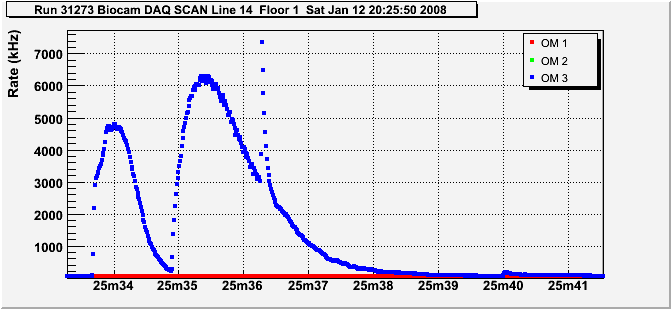 Run 31273 Biocam DAQ SCAN Line 14 Floor 1 Sat Jan 12 20:25:50 2008
Rate (kHz)
7000
6000
5000
4000
3000
2000
1000
OM 1
OM 2
OM 3
25m34 25m35 25m36 25m37 25m38 25m39 25m40 25m41